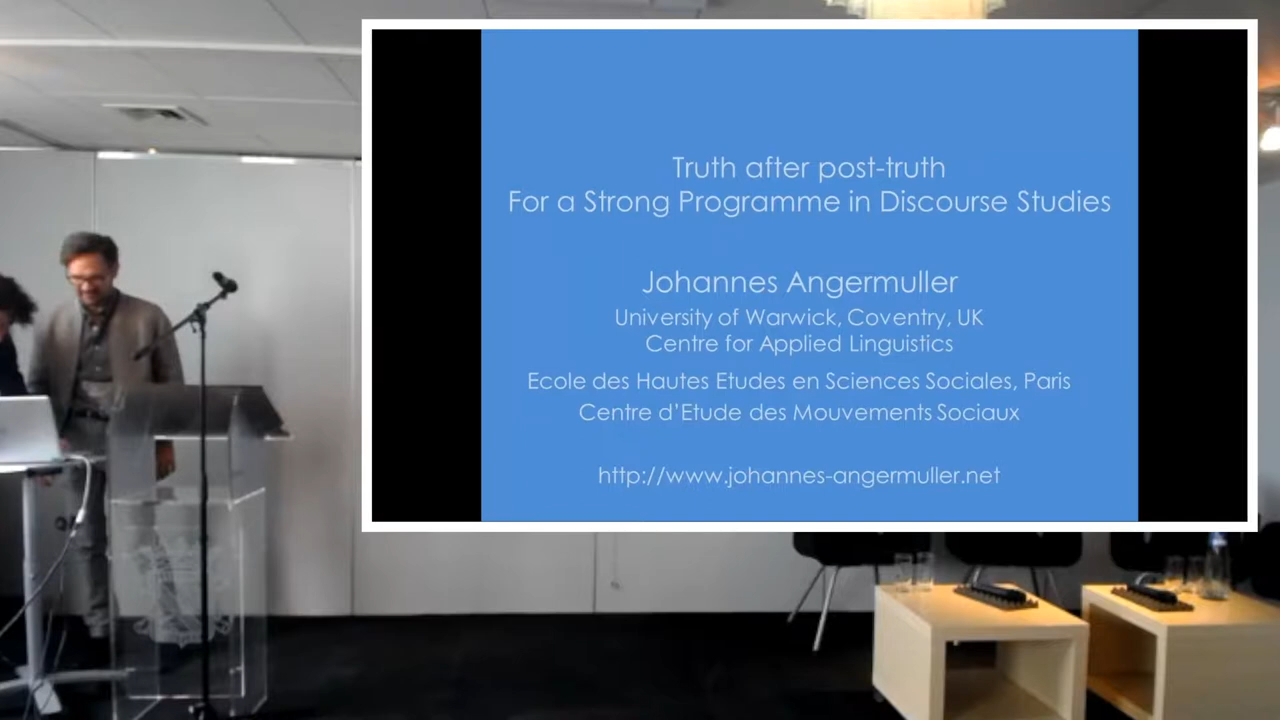 Truth after post-truth
For a Strong Programme in Discourse Studies
Johannes Angermuller
University of Warwick, Coventry, UK
Centre for Applied Linguistics
Ecole des Hautes Etudes en Sciences Sociales, Paris
Centre d'Etude des Mouvements Sociaux
http://www.johannes-angermuller.net